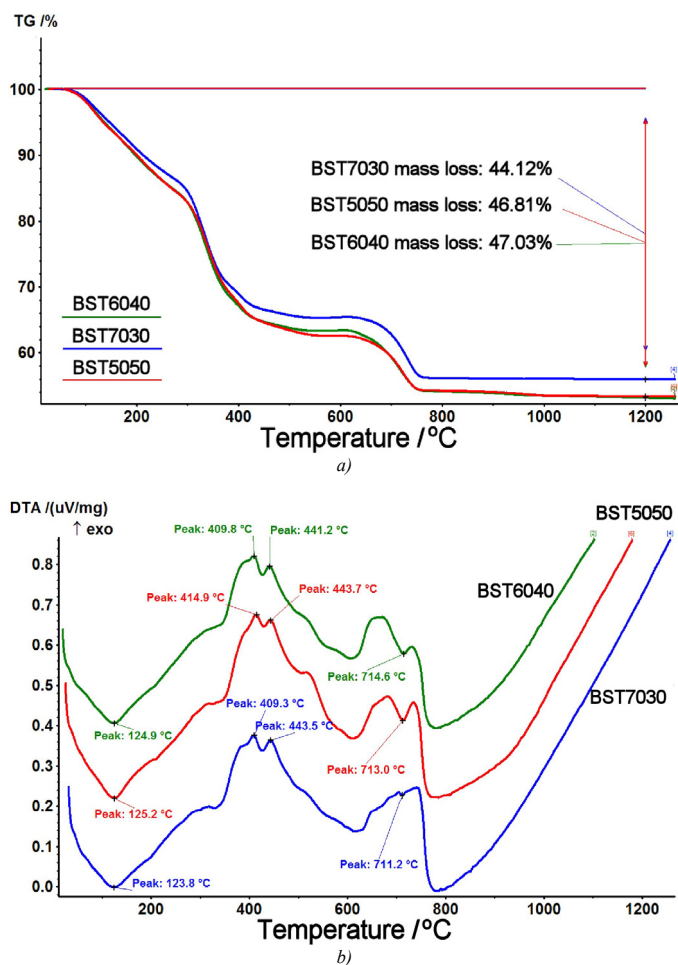 TG /%
100
90
80
70
60
BST7030 mass loss: 44.12%
BST5050 mass loss: 46.81%
BST6040 mass loss: 47.03%
BST6040
BST7030
BST5050
[4]
200 400 600 800 1000 1200
Temperature /°C
a)
DTA /(uV/mg)
↑ exo
BST5050
0.8
0.7
0.6
0.5
0.4
0.3
0.2
0.1
0.0
Peak: 409.8 °C
Peak: 441.2 °C
[2] [6] [4]
BST6040
Peak: 414.9 °C
Peak: 443.7 °C
Peak: 714.6 °C
BST7030
Peak: 409.3 °C
Peak: 124.9 °C
Peak: 443.5 °C
Peak: 713.0 °C
Peak: 125.2 °C
Peak: 711.2 °C
Peak: 123.8 °C
200 400 600 800 1000 1200
Temperature /°C
b)